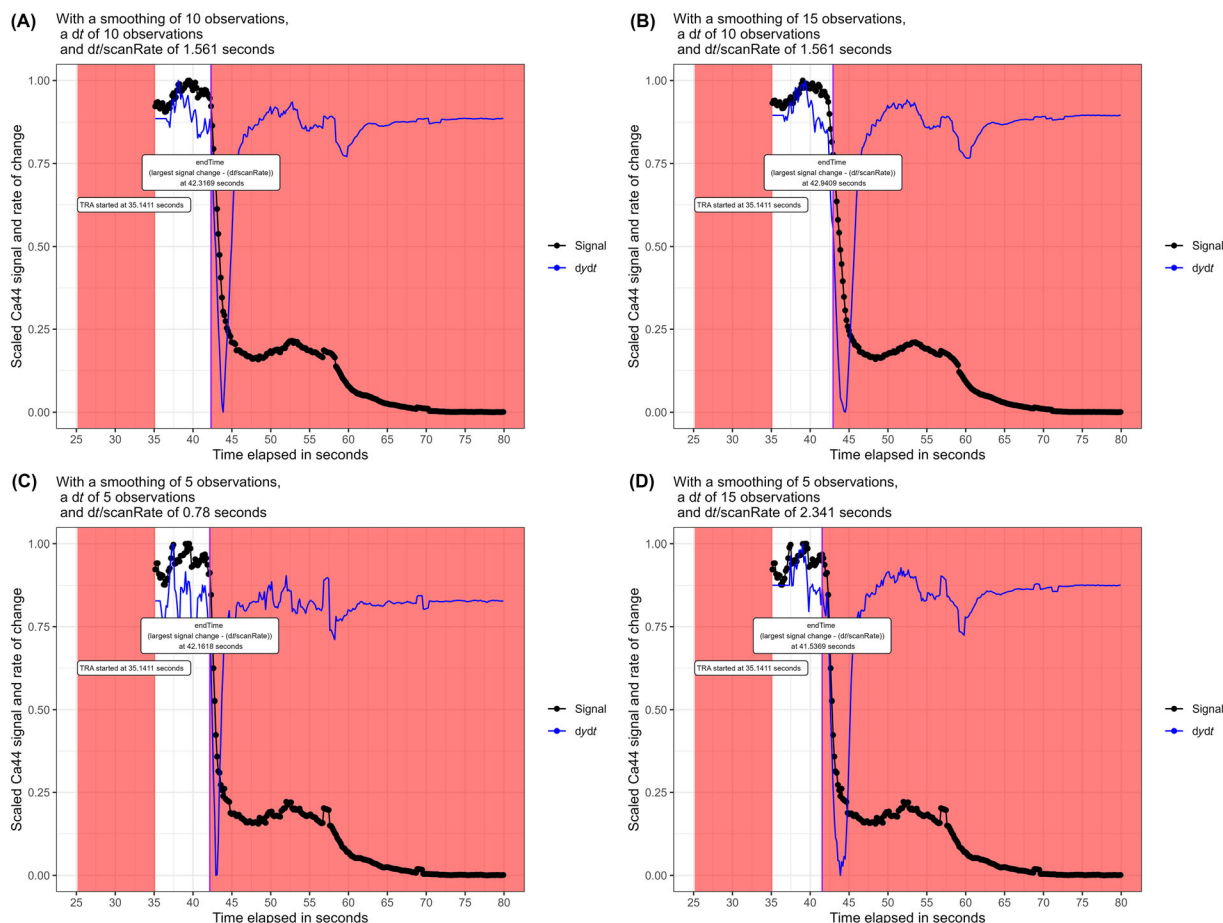 (A) With a smoothing of 10 observations,
a dt of 10 observations
and dt/scanRate of 1.561 seconds
Scaled Ca44 signal and rate of change
1.00
0.75
0.50
0.25
0.00
endTime
(largest signal change - (dt/scanRate))
at 42.3169 seconds
TRA started at 35.1411 seconds
25 30 35 40 45 50 55 60 65 70 75 80
Time elapsed in seconds
Signal
dydt
(B) With a smoothing of 15 observations,
a dt of 10 observations
and dt/scanRate of 1.561 seconds
Scaled Ca44 signal and rate of change
1.00
0.75
0.50
0.25
0.00
endTime
(largest signal change - (dt/scanRate))
at 42.9409 seconds
TRA started at 35.1411 seconds
25 30 35 40 45 50 55 60 65 70 75 80
Time elapsed in seconds
Signal
dydt
(C) With a smoothing of 5 observations,
a dt of 5 observations
and dt/scanRate of 0.78 seconds
Scaled Ca44 signal and rate of change
1.00
0.75
0.50
0.25
0.00
endTime
(largest signal change - (dt/scanRate))
at 42.1618 seconds
TRA started at 35.1411 seconds
25 30 35 40 45 50 55 60 65 70 75 80
Time elapsed in seconds
Signal
dydt
(D) With a smoothing of 5 observations,
a dt of 15 observations
and dt/scanRate of 2.341 seconds
Scaled Ca44 signal and rate of change
1.00
0.75
0.50
0.25
0.00
endTime
(largest signal change - (dt/scanRate))
at 41.5369 seconds
TRA started at 35.1411 seconds
25 30 35 40 45 50 55 60 65 70 75 80
Time elapsed in seconds
Signal
dydt